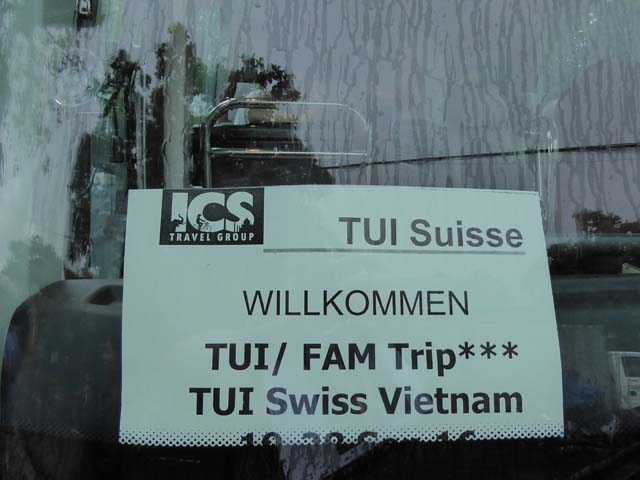 ICS
TRAVEL GROUP
TUI Suisse
WILLKOMMEN
TUI/ FAM Trip***
TUI Swiss Vietnam